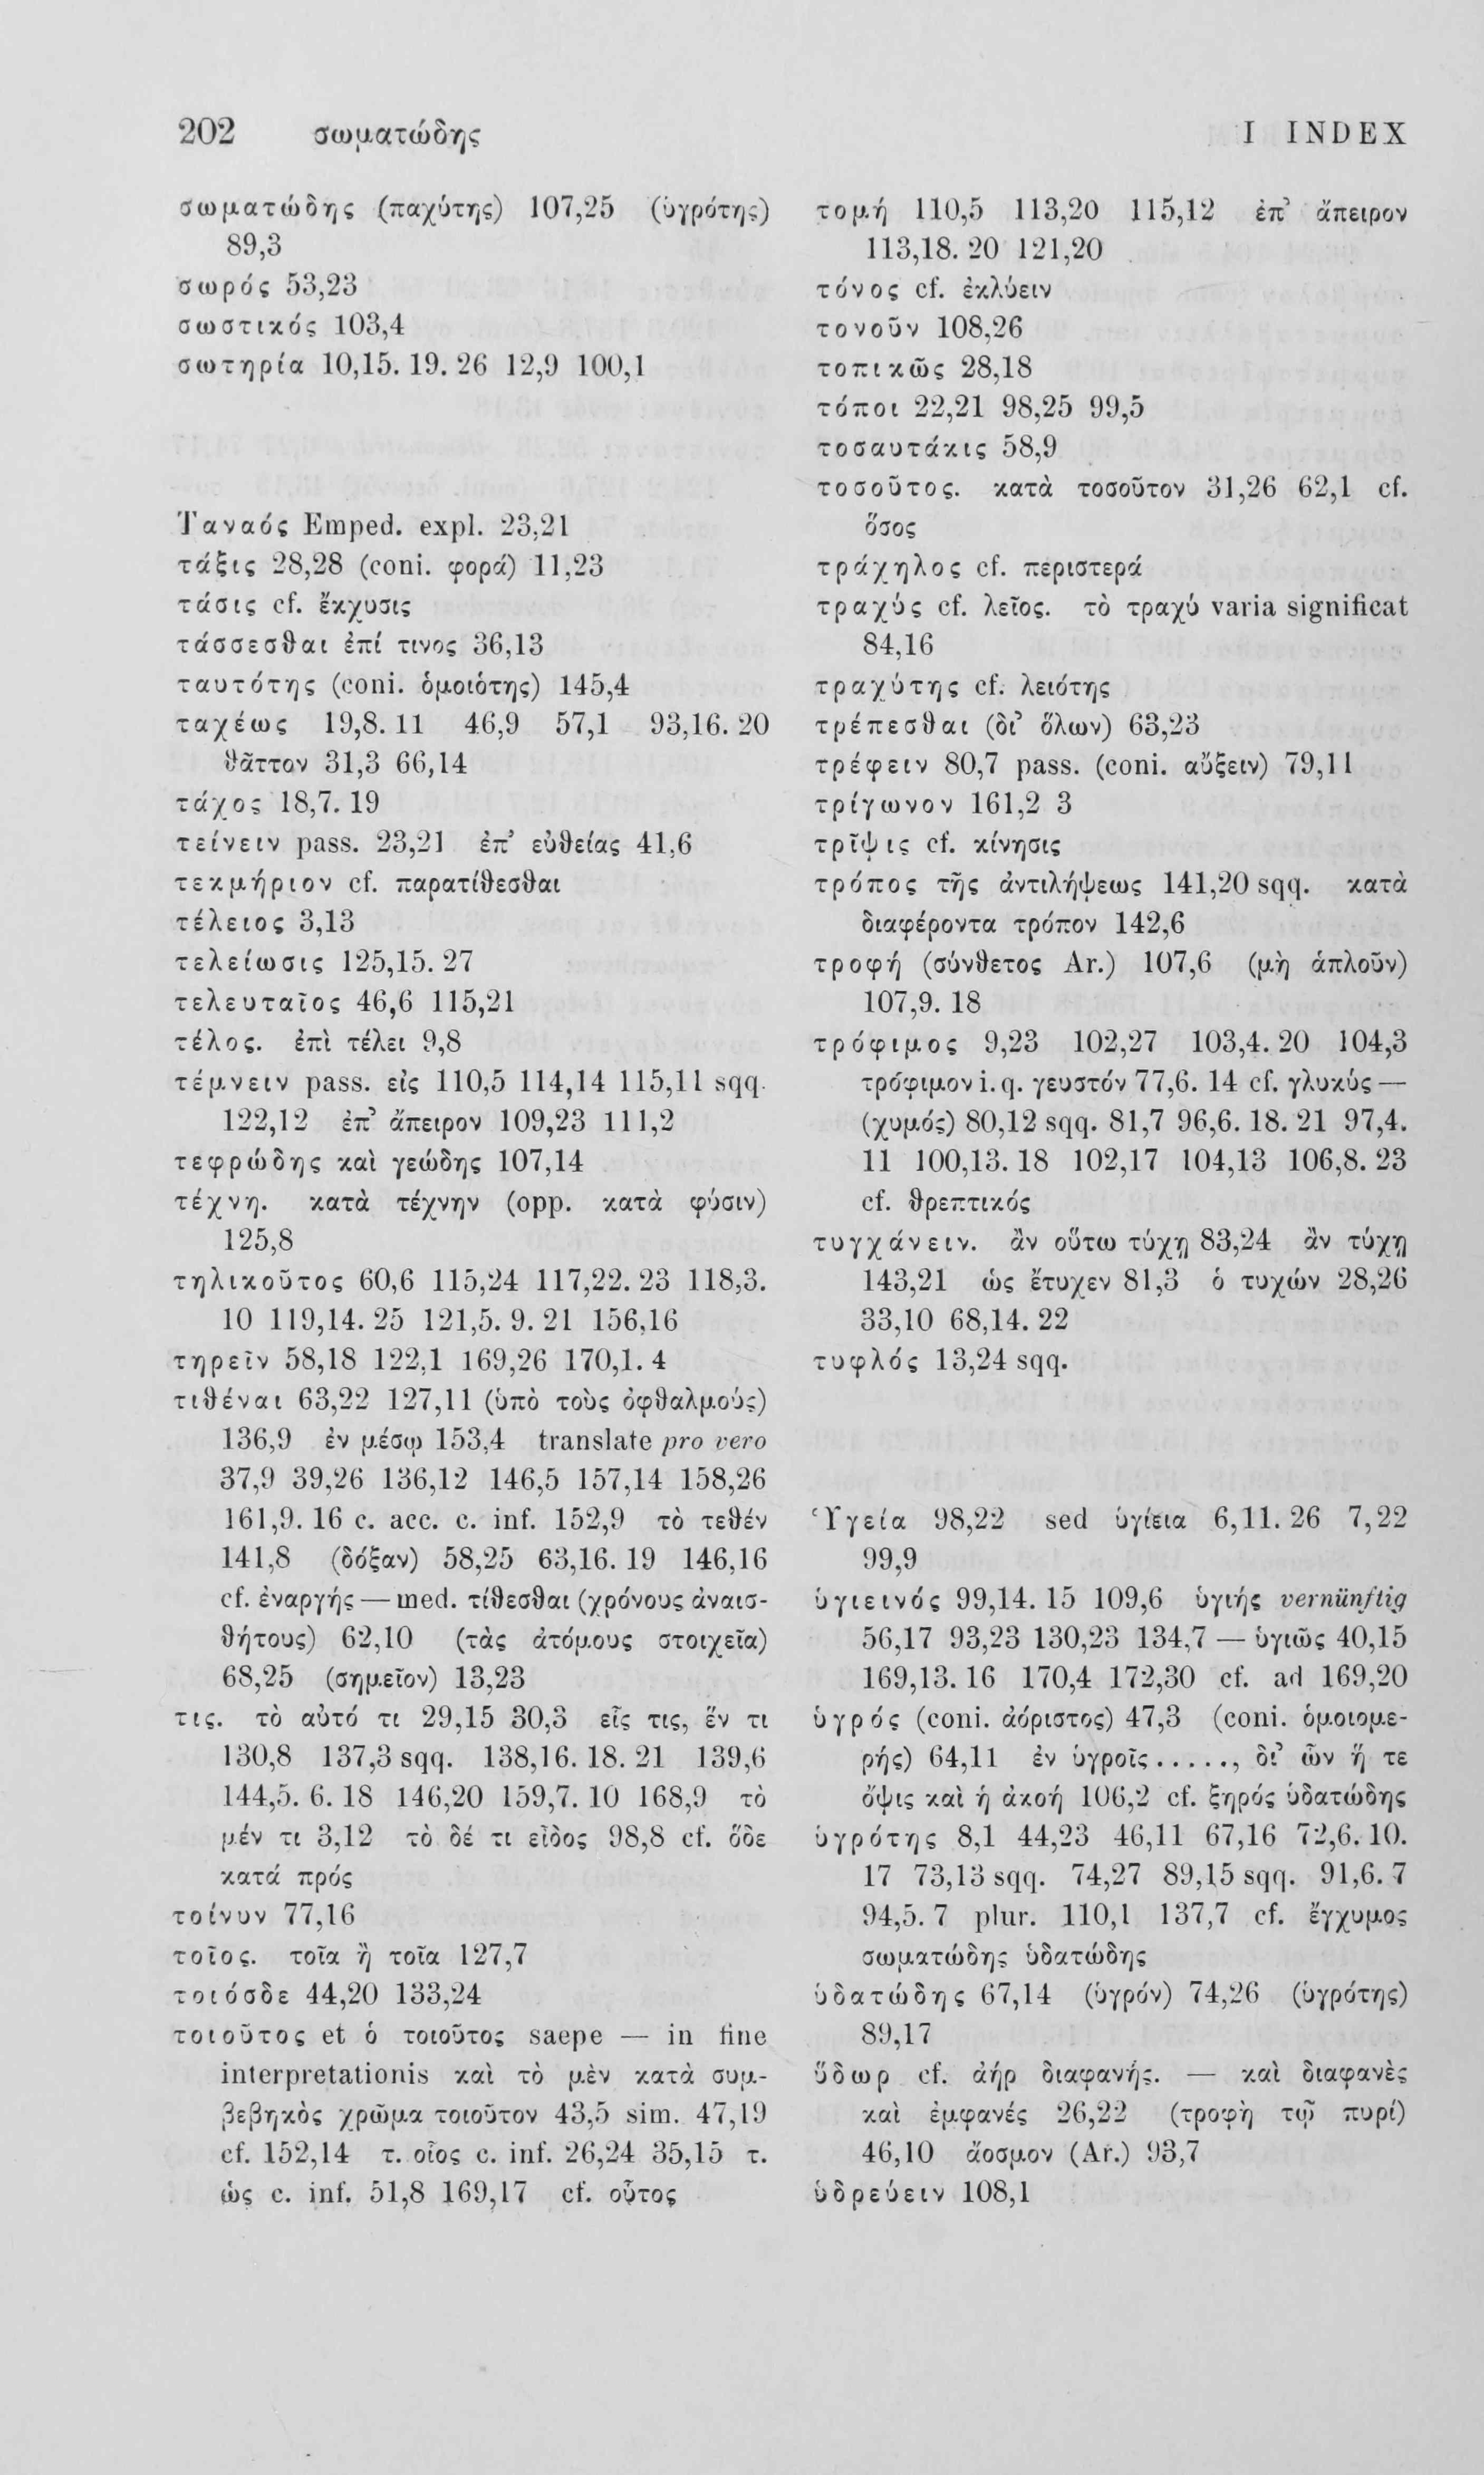 202 σωματώδης I INDEX
σωματώδης (παχύτης) 107,25 (ὑγρότης)
89,3
σωρός 53,23
σωστικός 103,4
σωτηρία 10,15. 19. 26 12,9 100,1
Ταναός Emped. expl. 23,21
τάξις 28,28 (coni. φορά) 11,23
τάσις cf. ἔκχυσις
τάσσεσθαι ἐπί τινος 36,13
ταυτότης (coni. ὁμοιότης) 145,4
ταχέως 19,8. 11 46,9 57,1 93,16. 20
θᾶττον 31,3 66,14
τάχος 18,7. 19
τείνειν pass. 23,21 ἐπ’ εὐθείας 41,6
τεκμήριον cf. παρατίθεσθαι
τέλειος 3,13
τελείωσις 125,15. 27
τελευταῖος 46,6 115,21
τέλος. ἐπὶ τέλει 9,8
τέμνειν pass. εἰς 110,5 114,14 115,11 sqq.
122,12 ἐπ’ ἄπειρον 109,23 111,2
τεφρώδης καὶ γεώδης 107,14
τέχνη. κατὰ τέχνην (opp. κατὰ φύσιν)
125,8
τηλικοῦτος 60,6 115,24 117,22. 23 118,3.
10 119,14. 25 121,5. 9. 21 156,16
τηρεῖν 58,18 122,1 169,26 170,1. 4
τιθέναι 63,22 127,11 (ὑπὸ τοὺς ὀφθαλμούς)
136,9 ἐν μέσῳ 153,4 translate pro vero
37,9 39,26 136,12 146,5 157,14 158,26
161,9. 16 c. acc. c. inf. 152,9 τὸ τεθέν
141,8 (δόξαν) 58,25 63,16. 19 146,16
cf. ἐναργής — med. τίθεσθαι (χρόνους ἀναισ-
θήτους) 62,10 (τὰς ἀτόμους στοιχεῖα)
68,25 (σημεῖον) 13,23
τις. τὸ αὐτό τι 29,15 30,3 εἷς τις, ἕν τι
130,8 137,3 sqq. 138,16. 18. 21 139,6
144,5. 6. 18 146,20 159,7. 10 168,9 τὸ
μέν τι 3,12 τὸ δέ τι εἶδος 98,8 cf. ὅδε
κατά πρός
τοίνυν 77,16
τοῖος. τοῖα ἢ τοῖα 127,7
τοιόσδε 44,20 133,24
τοιοῦτος et ὁ τοιοῦτος saepe — in fine
interpretationis καὶ τὸ μὲν κατὰ συμ-
βεβηκὸς χρῶμα τοιοῦτον 43,5 sim. 47,19
cf. 152,14 τ. οἷος c. inf. 26,24 35,15 τ.
ὡς c. inf. 51,8 169,17 cf. οὗτος
τομή 110,5 113,20 115,12 ἐπ’ ἄπειρον
113,18. 20 121,20
τόνος cf. ἐκλύειν
τονοῦν 108,26
τοπικῶς 28,18
τόποι 22,21 98,25 99,5
τοσαυτάκις 58,9
τοσοῦτος. κατὰ τοσοῦτον 31,26 62,1 cf.
ὅσος
τράχηλος cf. περιστερά
τραχύς cf. λεῖος. τὸ τραχύ varia significat
84,16
τραχύτης cf. λειότης
τρέπεσθαι (δι’ ὅλων) 63,23
τρέφειν 80,7 pass. (coni. αὔξειν) 79,11
τρίγωνον 161,2 3
τρῖψις cf. κίνησις
τρόπος τῆς ἀντιλήψεως 141,20 sqq. κατὰ
διαφέροντα τρόπον 142,6
τροφή (σύνθετος Ar.) 107,6 (μὴ ἁπλοῦν)
107,9. 18
τρόφιμος 9,23 102,27 103,4. 20 104,3
τρόφιμον i. q. γευστόν 77,6. 14 cf. γλυκύς —
(χυμός) 80,12 sqq. 81,7 96,6. 18. 21 97,4.
11 100,13. 18 102,17 104,13 106,8. 23
cf. θρεπτικός
τυγχάνειν. ἂν οὕτω τύχῃ 83,24 ἂν τύχῃ
143,21 ὡς ἔτυχεν 81,3 ὁ τυχών 28,26
33,10 68,14. 22
τυφλός 13,24 sqq.
Ὑγεία 98,22 sed ὑγίεια 6,11. 26 7,22
99,9
ὑγιεινός 99,14. 15 109,6 ὑγιής vernünftig
56,17 93,23 130,23 134,7 — ὑγιῶς 40,15
169,13. 16 170,4 172,30 cf. ad 169,20
ὑγρός (coni. ἀόριστος) 47,3 (coni. ὁμοιομε-
ρής) 64,11 ἐν ὑγροῖς ....., δι’ ὧν ἥ τε
ὄψις καὶ ἡ ἀκοή 106,2 cf. ξηρός ὑδατώδης
ὑγρότης 8,1 44,23 46,11 67,16 72,6. 10.
17 73,13 sqq. 74,27 89,15 sqq. 91,6. 7
94,5. 7 plur. 110,1 137,7 cf. ἔγχυμος
σωματώδης ὑδατώδης
ὑδατώδης 67,14 (ὑγρόν) 74,26 (ὑγρότης)
89,17
ὕδωρ cf. ἀήρ διαφανής. — καὶ διαφανὲς
καὶ ἐμφανές 26,22 (τροφὴ τῷ πυρί)
46,10 ἄοσμον (Ar.) 93,7
ὑδρεύειν 108,1